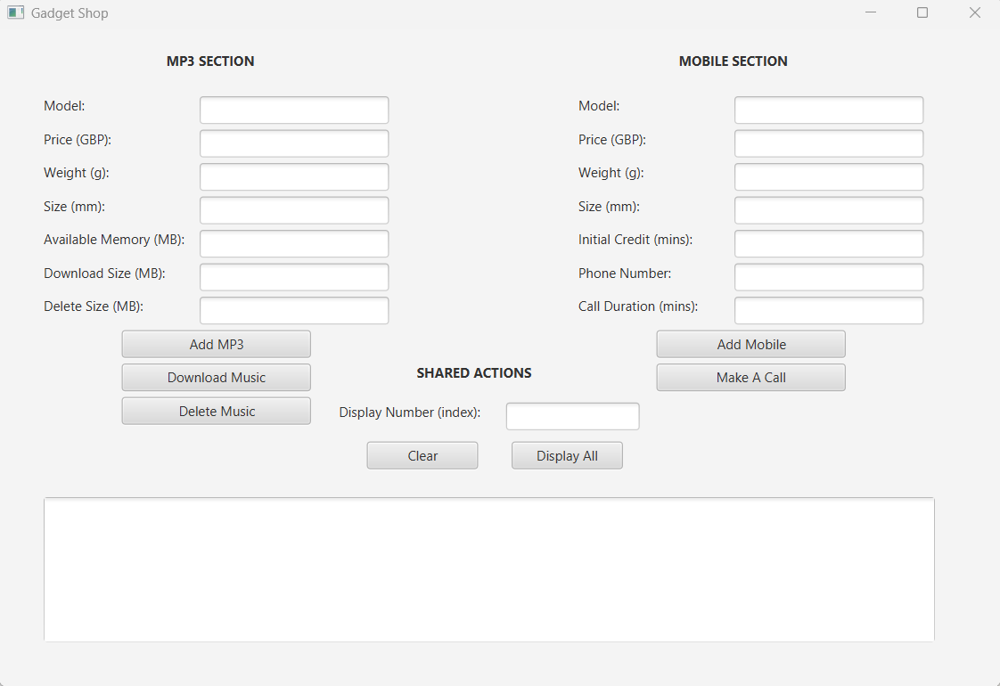 Gadget Shop
MP3 SECTION
Model:
Price (GBP):
Weight (g):
Size (mm):
Available Memory (MB):
Download Size (MB):
Delete Size (MB):
Add MP3
Download Music
Delete Music
MOBILE SECTION
Model:
Price (GBP):
Weight (g):
Size (mm):
Initial Credit (mins):
Phone Number:
Call Duration (mins):
Add Mobile
Make A Call
SHARED ACTIONS
Display Number (index):
Clear
Display All